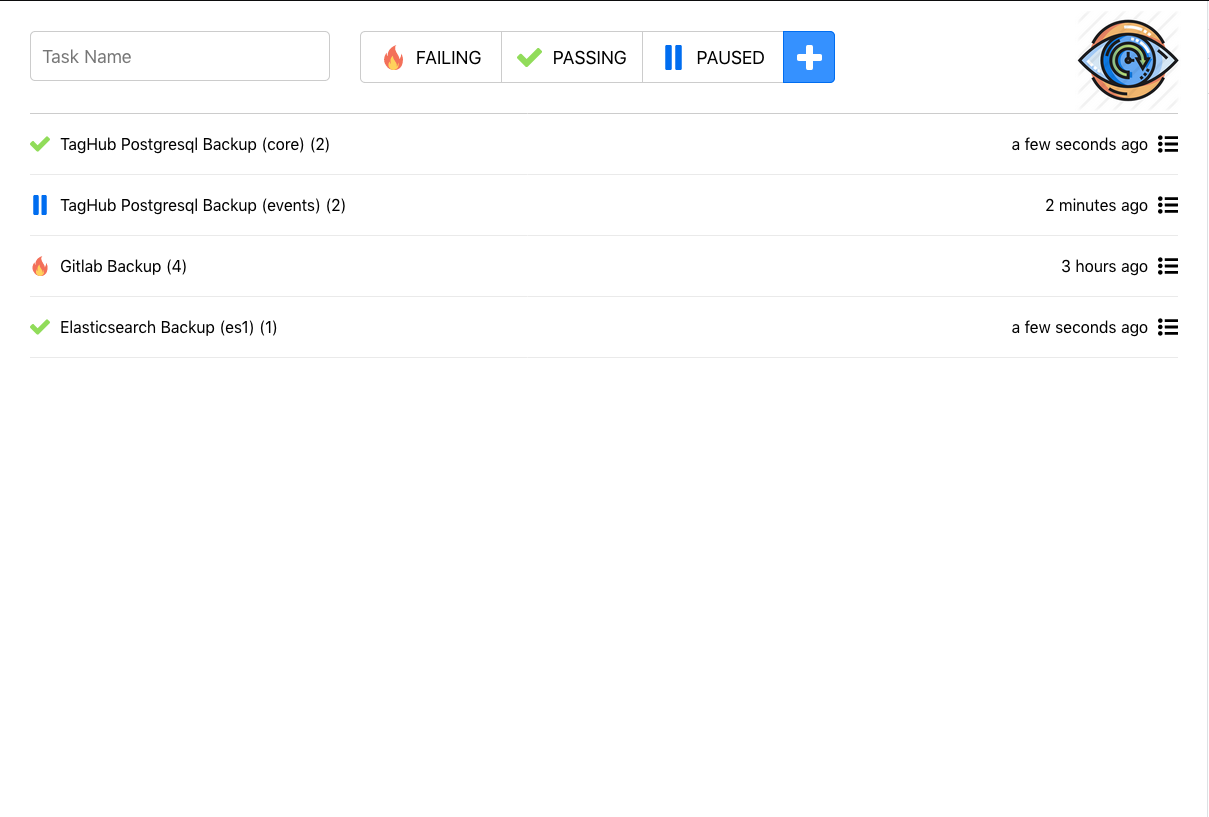 Task Name
FAILING PASSING PAUSED
TagHub Postgresql Backup (core) (2) a few seconds ago
TagHub Postgresql Backup (events) (2) 2 minutes ago
Gitlab Backup (4) 3 hours ago
Elasticsearch Backup (es1) (1) a few seconds ago